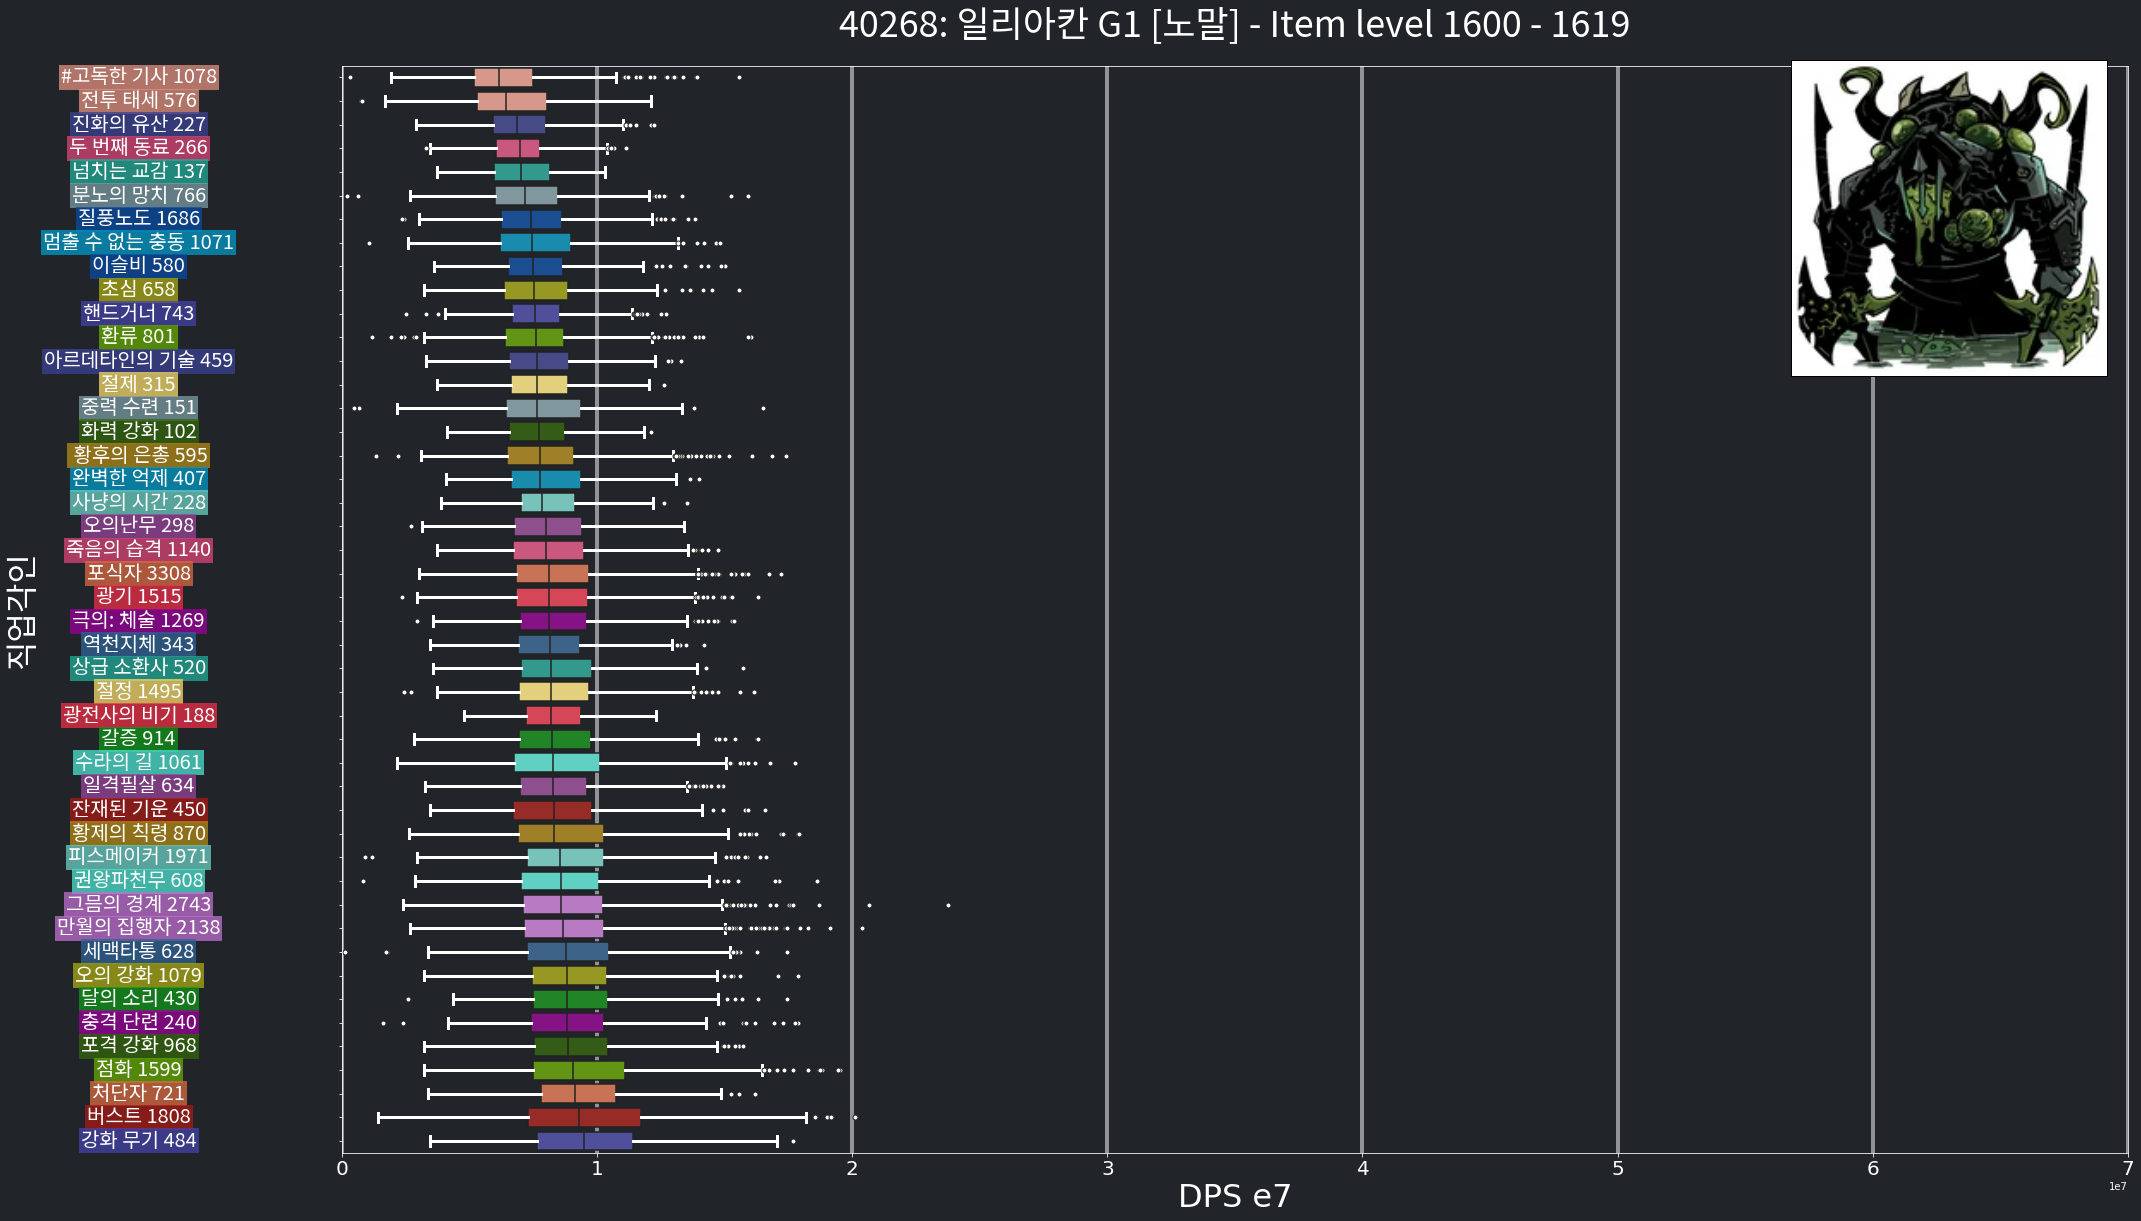 40268: 일리아칸 G1 [노말] - Item level 1600 - 1619
#고독한 기사 1078
전투 태세 576
진화의 유산 227
두 번째 동료 266
넘치는 교감 137
분노의 망치 766
질풍노도 1686
멈출 수 없는 충동 1071
이슬비 580
초심 658
핸드거너 743
환류 801
아르데타인의 기술 459
절제 315
중력 수련 151
화력 강화 102
황후의 은총 595
완벽한 억제 407
사냥의 시간 228
오의난무 298
죽음의 습격 1140
포식자 3308
광기 1515
극의: 체술 1269
역천지체 343
상급 소환사 520
절정 1495
광전사의 비기 188
갈증 914
수라의 길 1061
일격필살 634
잔재된 기운 450
황제의 칙령 870
피스메이커 1971
권왕파천무 608
그믐의 경계 2743
만월의 집행자 2138
세맥타통 628
오의 강화 1079
달의 소리 430
충격 단련 240
포격 강화 968
점화 1599
처단자 721
버스트 1808
강화 무기 484
직업각인
0 1 2 3 4 5 6 7
1e7
DPS e7